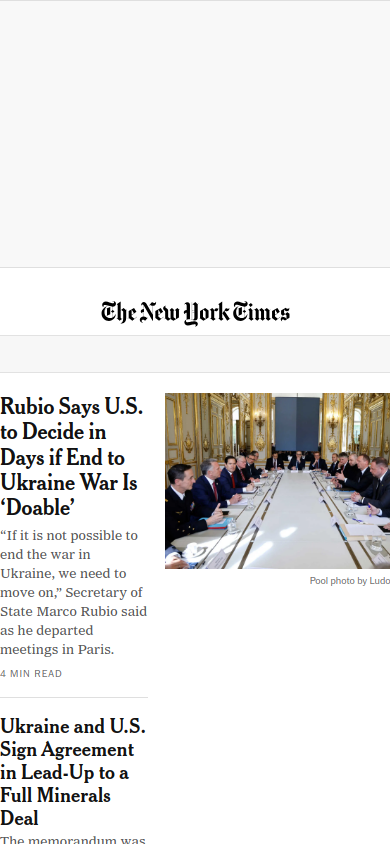 The New York Times
Rubio Says U.S.
to Decide in
Days if End to
Ukraine War Is
‘Doable’
“If it is not possible to
end the war in
Ukraine, we need to
move on,” Secretary of
State Marco Rubio said
as he departed
meetings in Paris.
4 MIN READ
Pool photo by Ludo
Ukraine and U.S.
Sign Agreement
in Lead-Up to a
Full Minerals
Deal
The memorandum was